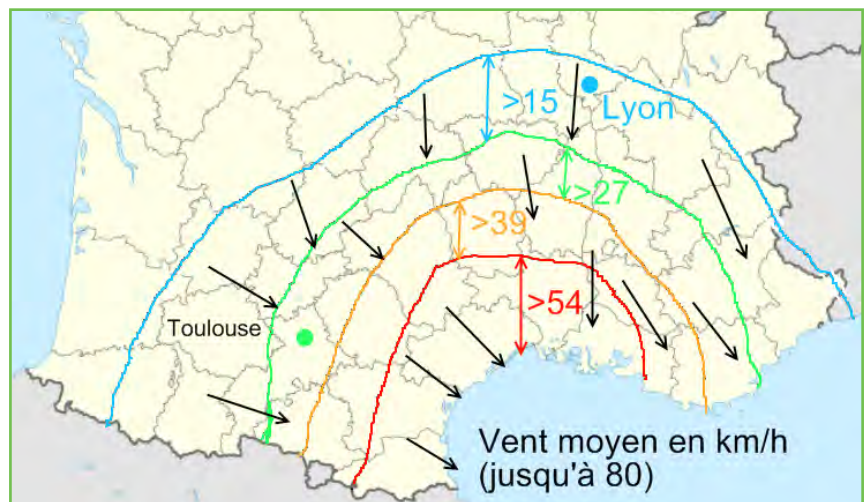 >15
Lyon
>27
>39
>54
Toulouse
Vent moyen en km/h
(jusqu'à 80)